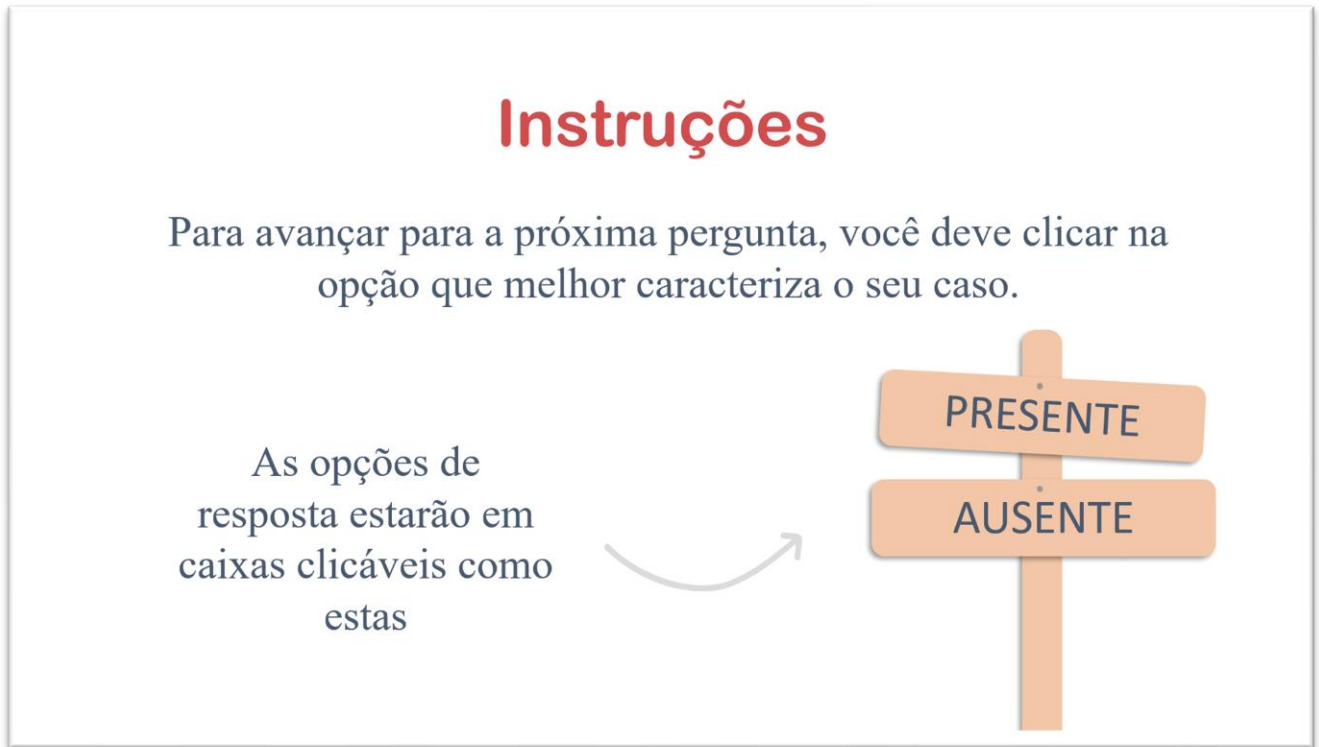 Instruções
Para avançar para a próxima pergunta, você deve clicar na
opção que melhor caracteriza o seu caso.
PRESENTE
AUSENTE
As opções de
resposta estarão em
caixas clicáveis como
estas